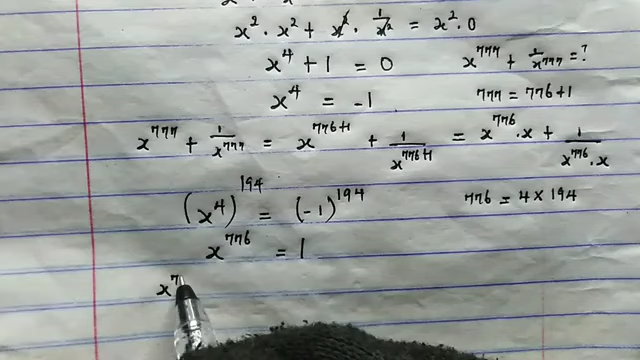 x² · x² + x² · 1/x² = x² · 0
x⁴ + 1 = 0
x⁷⁷⁷ + 1/x⁷⁷⁷ = ?
x⁴ = -1
777 = 776+1
x⁷⁷⁷ + 1/x⁷⁷⁷ = x⁷⁷⁶⁺¹ + 1/x⁷⁷⁶⁺¹ = x⁷⁷⁶ · x + 1/x⁷⁷⁶ · x
(x⁴)¹⁹⁴ = (-1)¹⁹⁴
776 = 4 × 194
x⁷⁷⁶ = 1
x⁷